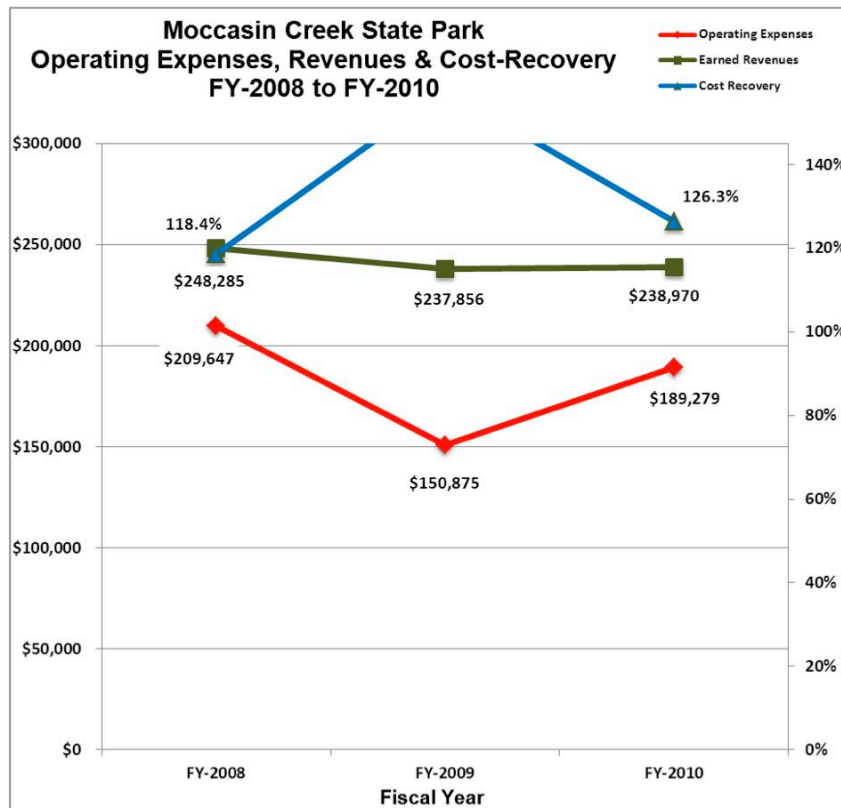 Moccasin Creek State Park
Operating Expenses, Revenues & Cost-Recovery
FY-2008 to FY-2010
Operating Expenses
Earned Revenues
Cost Recovery
$300,000
$250,000
$200,000
$150,000
$100,000
$50,000
$0
140%
120%
100%
80%
60%
40%
20%
0%
118.4%
126.3%
$248,285
$237,856
$238,970
$209,647
$150,875
$189,279
FY-2008
FY-2009
FY-2010
Fiscal Year